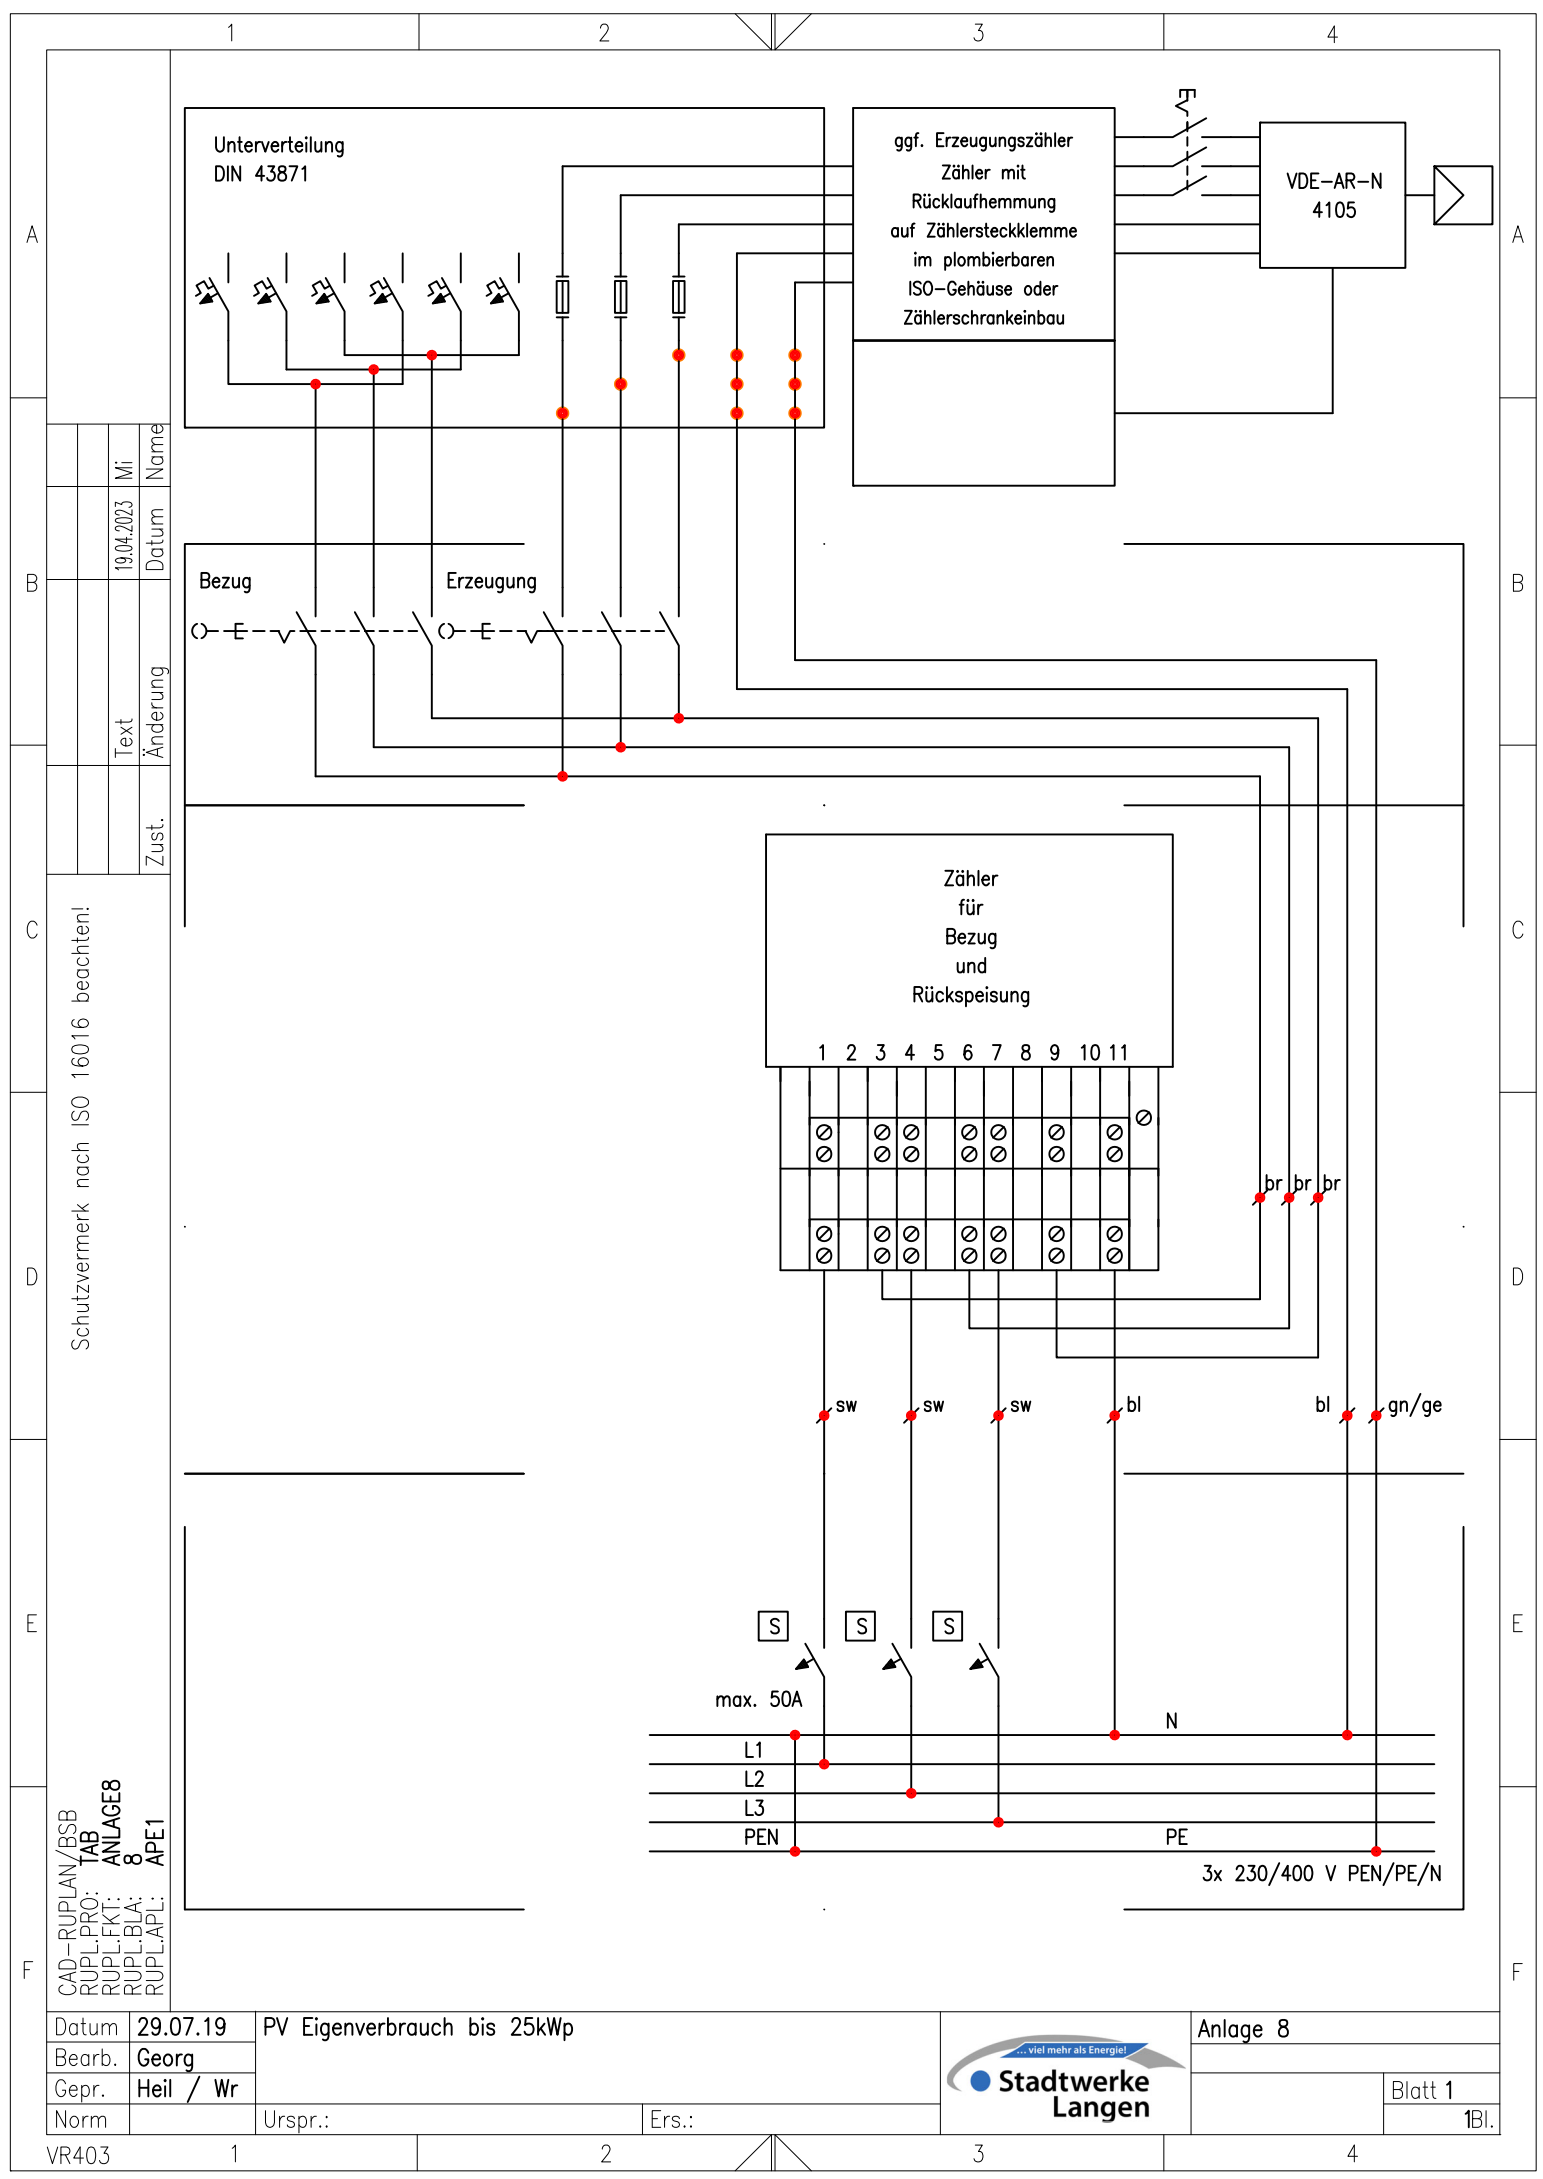 1
2
3
4
A
A
B
B
C
C
D
D
E
E
F
F
Unterverteilung
DIN 43871
ggf. Erzeugungszähler
Zähler mit
Rücklaufhemmung
auf Zählersteckklemme
im plombierbaren
ISO-Gehäuse oder
Zählerschrankeinbau
VDE-AR-N
4105
Bezug
Erzeugung
Zähler
für
Bezug
und
Rückspeisung
1 2 3 4 5 6 7 8 9 10 11
br br br
sw sw sw bl bl gn/ge
S S S
max. 50A
N
L1
L2
L3
PEN PE
3x 230/400 V PEN/PE/N
Mi Name
19.04.2023 Datum
Text Änderung
Zust.
Schutzvermerk nach ISO 16016 beachten!
CAD-RUPLAN/BSB
RUPL.PRO: TAB
RUPL.FKT: ANLAGE8
RUPL.BLA: 8
RUPL.APL: APE1
Datum 29.07.19
Bearb. Georg
Gepr. Heil / Wr
Norm
PV Eigenverbrauch bis 25kWp
Urspr.:
Ers.:
... viel mehr als Energie!
Stadtwerke
Langen
Anlage 8
Blatt 1
1Bl.
VR403
1
2
3
4